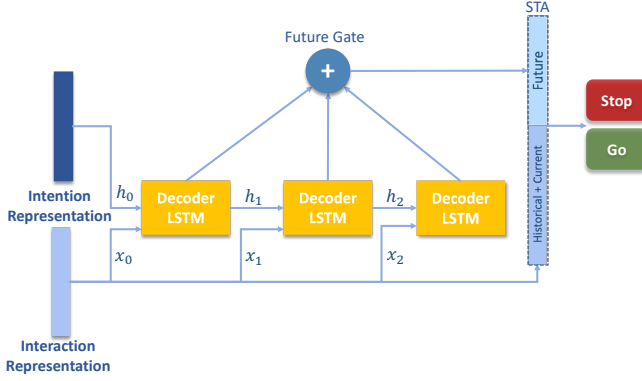 STA
Future Gate
+
Future
Stop
Go
Historical + Current
Intention
Representation
h₀
Decoder
LSTM
h₁
Decoder
LSTM
h₂
Decoder
LSTM
x₀
x₁
x₂
Interaction
Representation